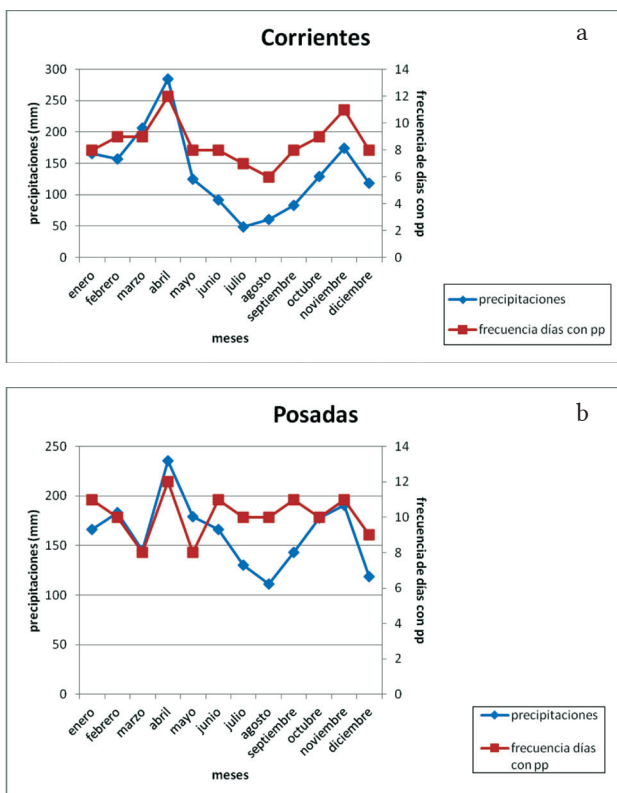 a
Corrientes
precipitaciones (mm)
300
250
200
150
100
50
0
14
12
10
8
6
4
2
0
frecuencia de días con pp
enero
febrero
marzo
abril
mayo
junio
julio
agosto
septiembre
octubre
noviembre
diciembre
meses
precipitaciones
frecuencia días con pp
b
Posadas
precipitaciones (mm)
250
200
150
100
50
0
14
12
10
8
6
4
2
0
frecuencia de días con pp
enero
febrero
marzo
abril
mayo
junio
julio
agosto
septiembre
octubre
noviembre
diciembre
meses
precipitaciones
frecuencia días
con pp